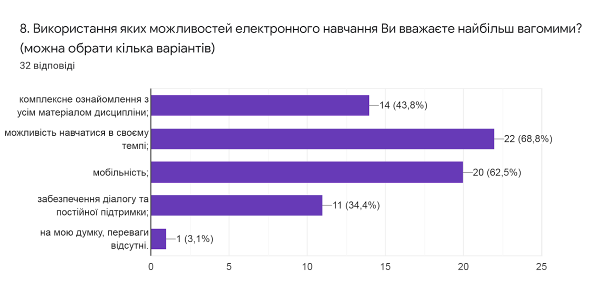 8. Використання яких можливостей електронного навчання Ви вважаєте найбільш вагомими?
(можна обрати кілька варіантів)
32 відповіді
комплексне ознайомлення з
усім матеріалом дисципліни;
14 (43,8%)
можливість навчатися в своєму
темпі;
22 (68,8%)
мобільність;
20 (62,5%)
забезпечення діалогу та
постійної підтримки;
11 (34,4%)
на мою думку, переваги
відсутні.
1 (3,1%)
0 5 10 15 20 25